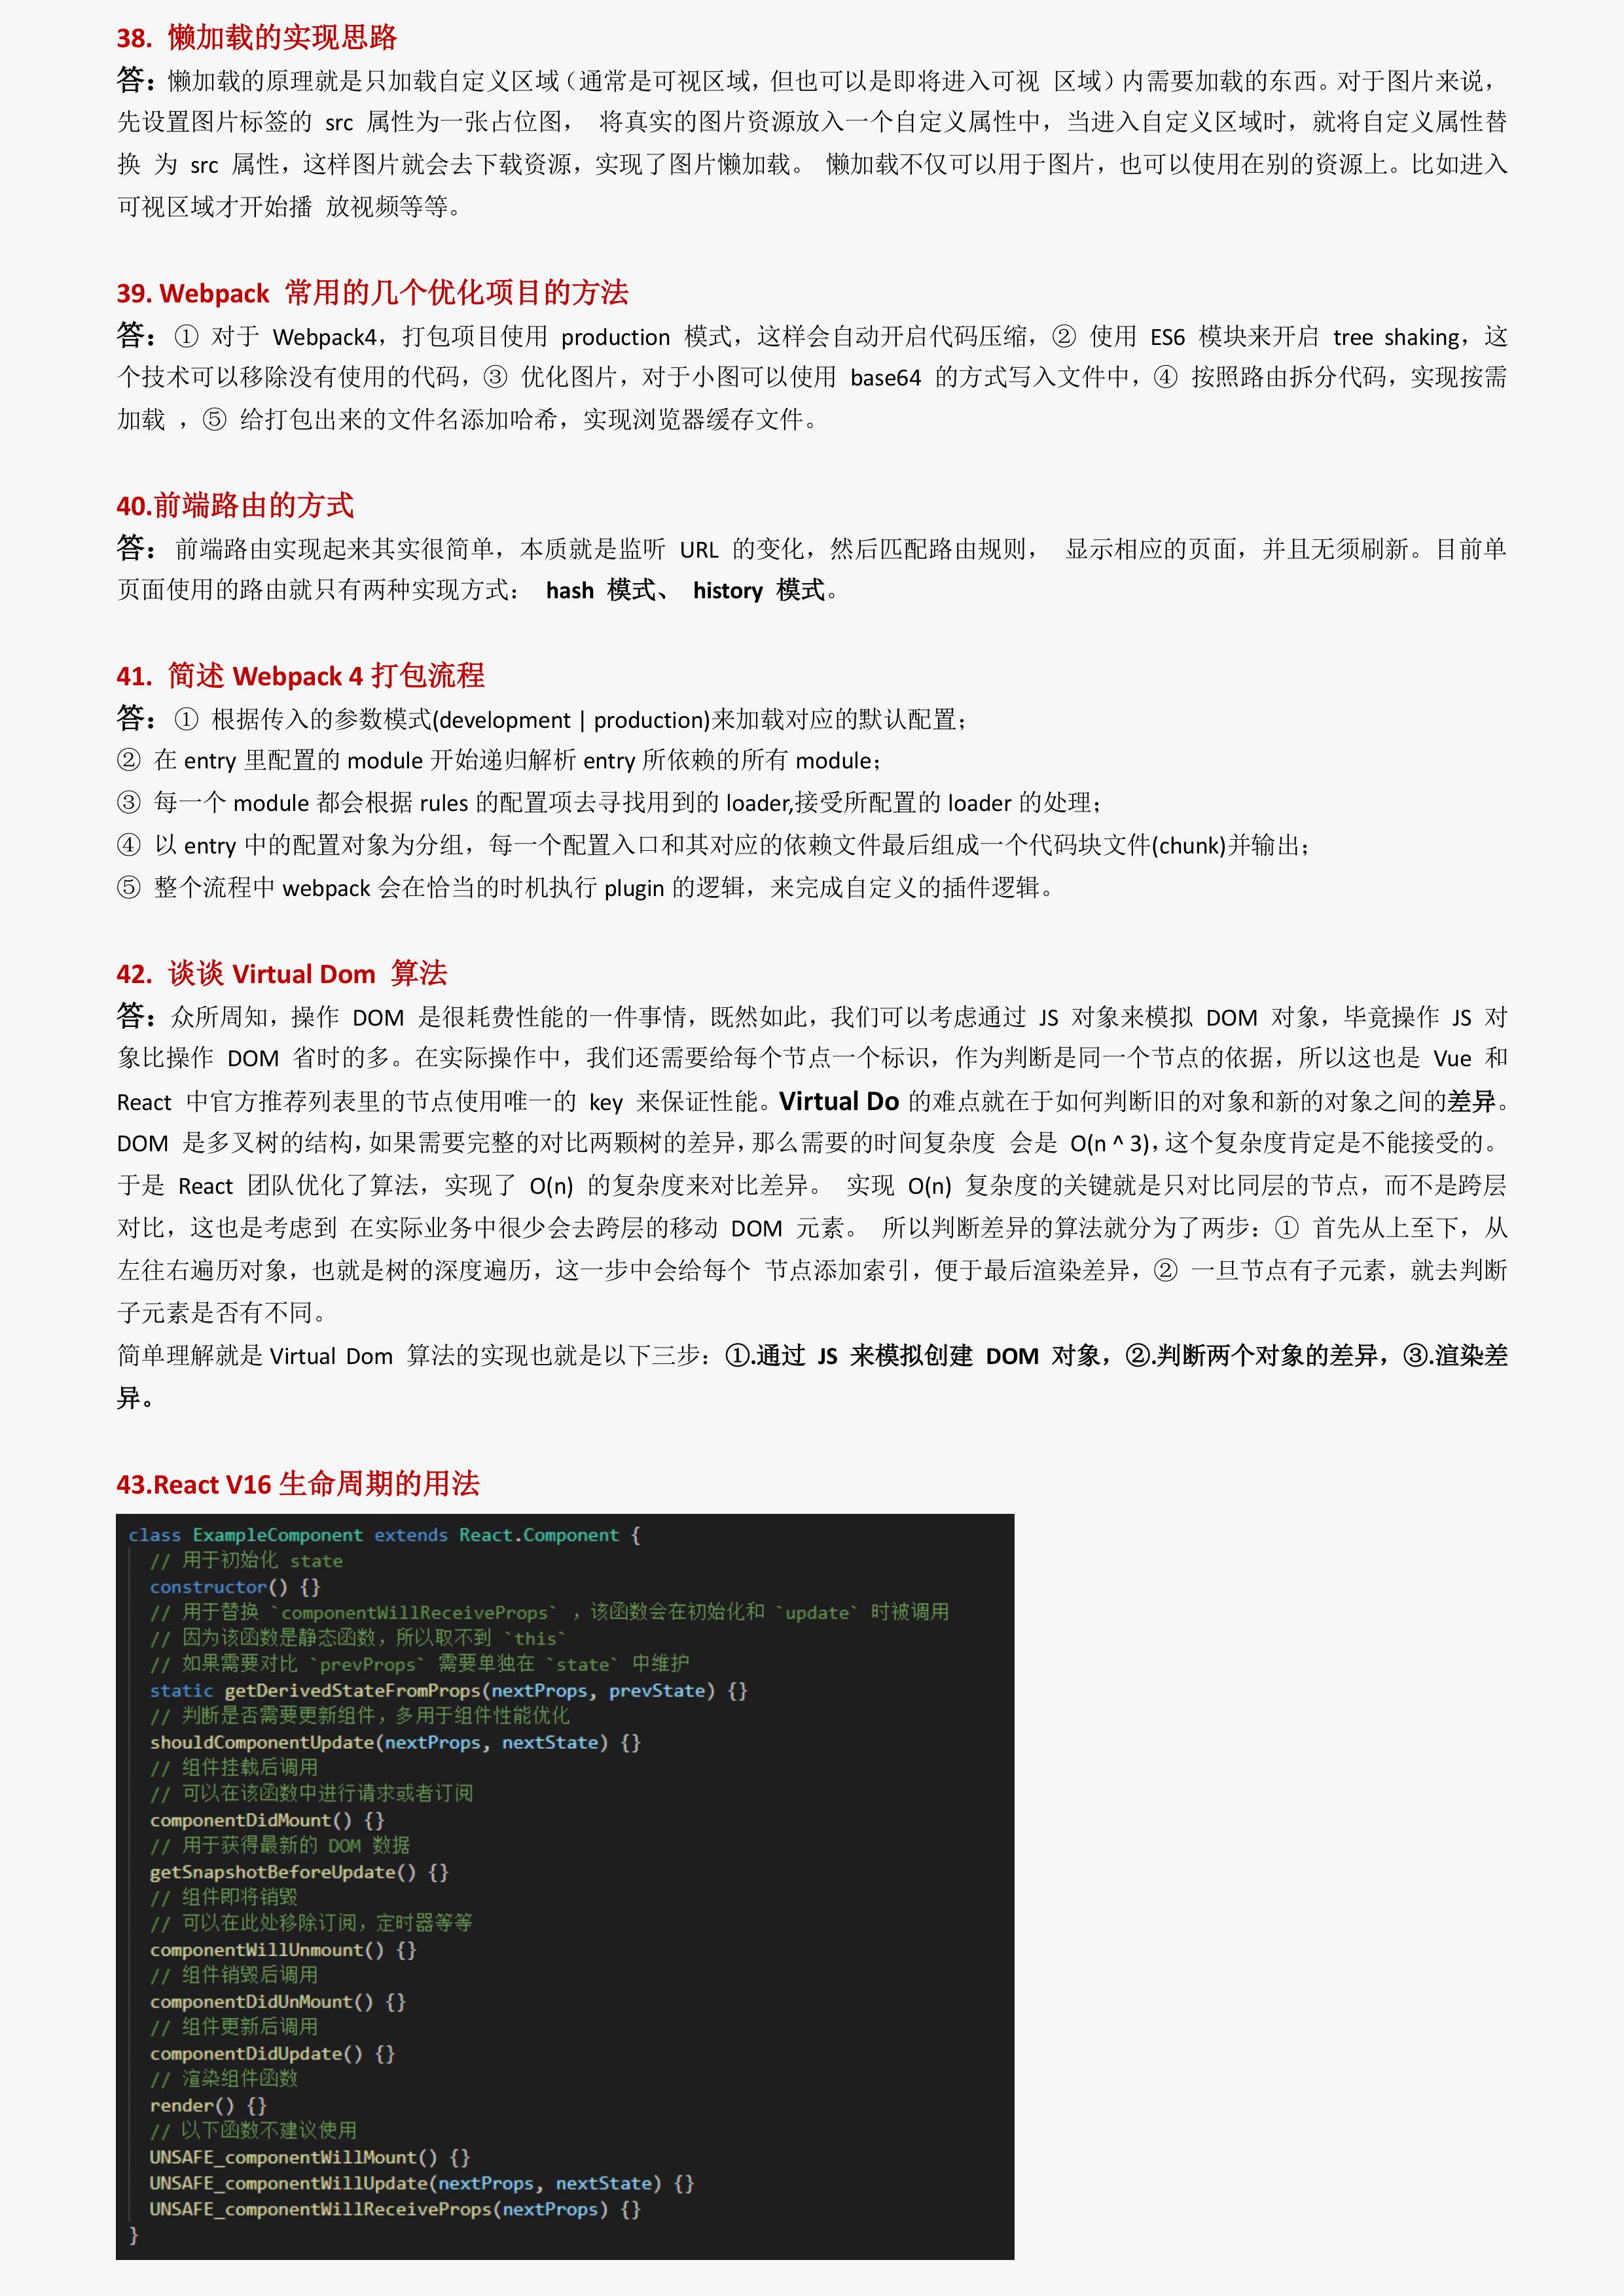 38. 懒加载的实现思路
答：懒加载的原理就是只加载自定义区域（通常是可视区域，但也可以是即将进入可视 区域）内需要加载的东西。对于图片来说，
先设置图片标签的 src 属性为一张占位图， 将真实的图片资源放入一个自定义属性中，当进入自定义区域时，就将自定义属性替
换 为 src 属性，这样图片就会去下载资源，实现了图片懒加载。 懒加载不仅可以用于图片，也可以使用在别的资源上。比如进入
可视区域才开始播 放视频等等。
39. Webpack 常用的几个优化项目的方法
答：① 对于 Webpack4，打包项目使用 production 模式，这样会自动开启代码压缩，② 使用 ES6 模块来开启 tree shaking，这
个技术可以移除没有使用的代码，③ 优化图片，对于小图可以使用 base64 的方式写入文件中，④ 按照路由拆分代码，实现按需
加载 ，⑤ 给打包出来的文件名添加哈希，实现浏览器缓存文件。
40.前端路由的方式
答：前端路由实现起来其实很简单，本质就是监听 URL 的变化，然后匹配路由规则， 显示相应的页面，并且无须刷新。目前单
页面使用的路由就只有两种实现方式： hash 模式、 history 模式。
41. 简述 Webpack 4 打包流程
答：① 根据传入的参数模式(development | production)来加载对应的默认配置；
② 在 entry 里配置的 module 开始递归解析 entry 所依赖的所有 module；
③ 每一个 module 都会根据 rules 的配置项去寻找用到的 loader,接受所配置的 loader 的处理；
④ 以 entry 中的配置对象为分组，每一个配置入口和其对应的依赖文件最后组成一个代码块文件(chunk)并输出；
⑤ 整个流程中 webpack 会在恰当的时机执行 plugin 的逻辑，来完成自定义的插件逻辑。
42. 谈谈 Virtual Dom 算法
答：众所周知，操作 DOM 是很耗费性能的一件事情，既然如此，我们可以考虑通过 JS 对象来模拟 DOM 对象，毕竟操作 JS 对
象比操作 DOM 省时的多。在实际操作中，我们还需要给每个节点一个标识，作为判断是同一个节点的依据，所以这也是 Vue 和
React 中官方推荐列表里的节点使用唯一的 key 来保证性能。Virtual Do 的难点就在于如何判断旧的对象和新的对象之间的差异。
DOM 是多叉树的结构，如果需要完整的对比两颗树的差异，那么需要的时间复杂度 会是 O(n ^ 3)，这个复杂度肯定是不能接受的。
于是 React 团队优化了算法，实现了 O(n) 的复杂度来对比差异。 实现 O(n) 复杂度的关键就是只对比同层的节点，而不是跨层
对比，这也是考虑到 在实际业务中很少会去跨层的移动 DOM 元素。 所以判断差异的算法就分为了两步：① 首先从上至下，从
左往右遍历对象，也就是树的深度遍历，这一步中会给每个 节点添加索引，便于最后渲染差异，② 一旦节点有子元素，就去判断
子元素是否有不同。
简单理解就是 Virtual Dom 算法的实现也就是以下三步：①.通过 JS 来模拟创建 DOM 对象，②.判断两个对象的差异，③.渲染差
异。
43.React V16 生命周期的用法
class ExampleComponent extends React.Component {
// 用于初始化 state
constructor() {}
// 用于替换 `componentWillReceiveProps` ，该函数会在初始化和 `update` 时被调用
// 因为该函数是静态函数，所以取不到 `this`
// 如果需要对比 `prevProps` 需要单独在 `state` 中维护
static getDerivedStateFromProps(nextProps, prevState) {}
// 判断是否需要更新组件，多用于组件性能优化
shouldComponentUpdate(nextProps, nextState) {}
// 组件挂载后调用
// 可以在该函数中进行请求或者订阅
componentDidMount() {}
// 用于获得最新的 DOM 数据
getSnapshotBeforeUpdate() {}
// 组件即将销毁
// 可以在此处移除订阅，定时器等等
componentWillUnmount() {}
// 组件销毁后调用
componentDidUnMount() {}
// 组件更新后调用
componentDidUpdate() {}
// 渲染组件函数
render() {}
// 以下函数不建议使用
UNSAFE_componentWillMount() {}
UNSAFE_componentWillUpdate(nextProps, nextState) {}
UNSAFE_componentWillReceiveProps(nextProps) {}
}